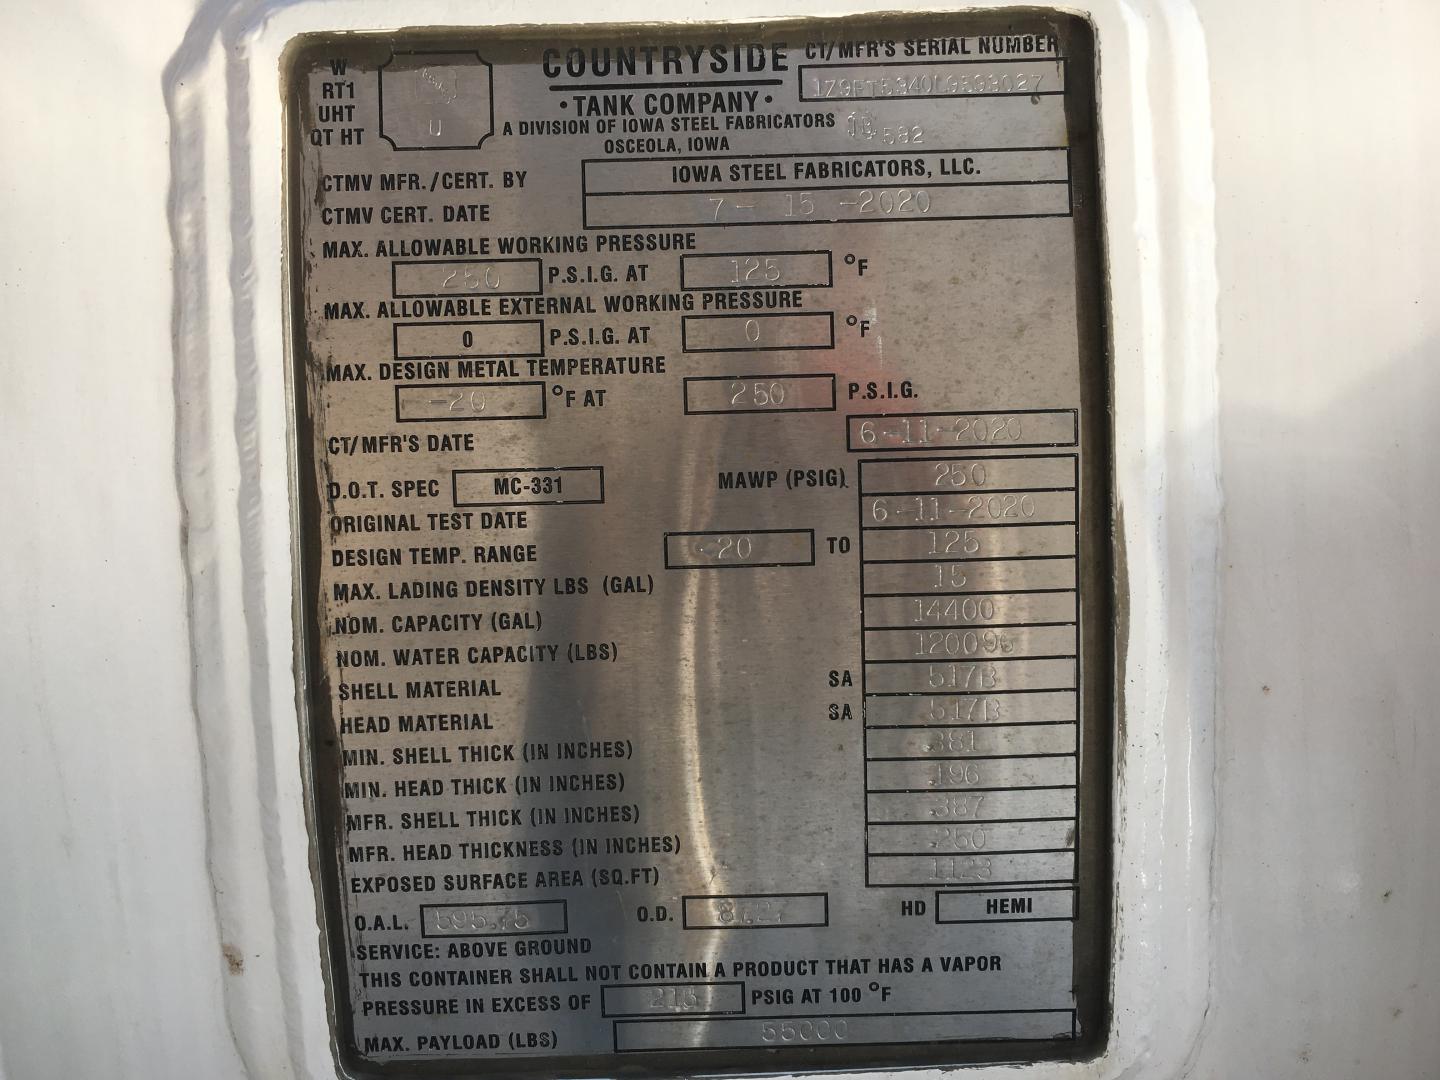 W
RT1
UHT
QT HT
U
COUNTRYSIDE
• TANK COMPANY •
A DIVISION OF IOWA STEEL FABRICATORS
OSCEOLA, IOWA
CT/MFR'S SERIAL NUMBER
582
CTMV MFR./CERT. BY IOWA STEEL FABRICATORS, LLC.
CTMV CERT. DATE 7-15-2020
MAX. ALLOWABLE WORKING PRESSURE
250 P.S.I.G. AT 125 °F
MAX. ALLOWABLE EXTERNAL WORKING PRESSURE
0 P.S.I.G. AT 0 °F
MAX. DESIGN METAL TEMPERATURE
-20 °F AT 250 P.S.I.G.
CT/MFR'S DATE 6-11-2020
D.O.T. SPEC MC-331 MAWP (PSIG) 250
ORIGINAL TEST DATE 6-11-2020
DESIGN TEMP. RANGE -20 TO 125
MAX. LADING DENSITY LBS (GAL) 15
NOM. CAPACITY (GAL) 14400
NOM. WATER CAPACITY (LBS) 120096
SHELL MATERIAL SA 517B
HEAD MATERIAL SA 517B
MIN. SHELL THICK (IN INCHES) .381
MIN. HEAD THICK (IN INCHES) .196
MFR. SHELL THICK (IN INCHES) .387
MFR. HEAD THICKNESS (IN INCHES) .250
EXPOSED SURFACE AREA (SQ.FT) 1123
O.A.L. 595.75 O.D. HD HEMI
SERVICE: ABOVE GROUND
THIS CONTAINER SHALL NOT CONTAIN A PRODUCT THAT HAS A VAPOR
PRESSURE IN EXCESS OF PSIG AT 100 °F
MAX. PAYLOAD (LBS) 55000